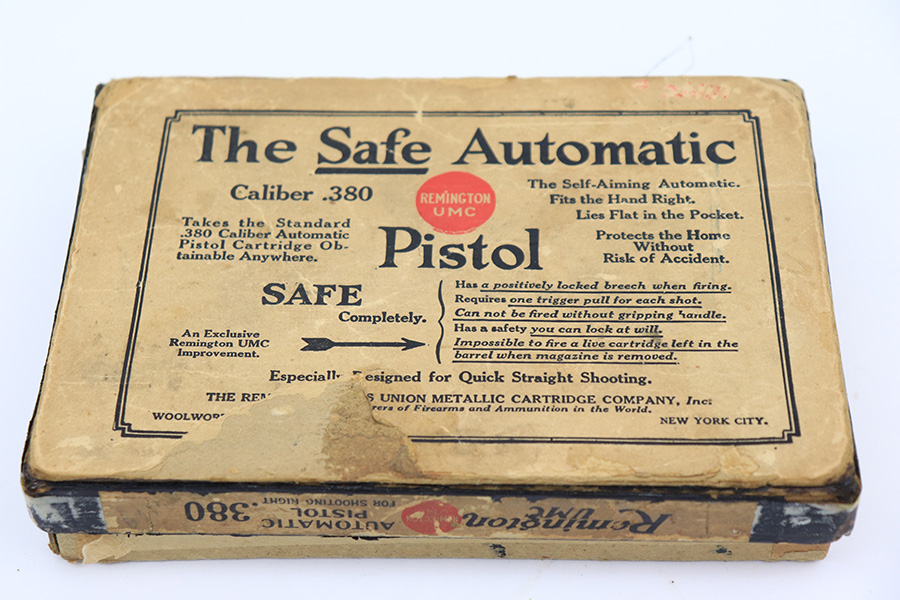 The Safe Automatic
Caliber .380
REMINGTON
UMC
The Self-Aiming Automatic.
Fits the Hand Right.
Lies Flat in the Pocket.
Takes the Standard
.380 Caliber Automatic
Pistol Cartridge Ob-
tainable Anywhere.
Pistol
Protects the Home
Without
Risk of Accident.
SAFE
Completely.
An Exclusive
Remington UMC
Improvement.
Has a positively locked breech when firing.
Requires one trigger pull for each shot.
Can not be fired without gripping handle.
Has a safety you can lock at will.
Impossible to fire a live cartridge left in the
barrel when magazine is removed.
Especially Designed for Quick Straight Shooting.
THE UNION METALLIC CARTRIDGE COMPANY, Inc.
of Firearms and Ammunition in the World.
NEW YORK CITY.
Remington
UMC
AUTOMATIC
PISTOL
FOR SHOOTING RIGHT
.380